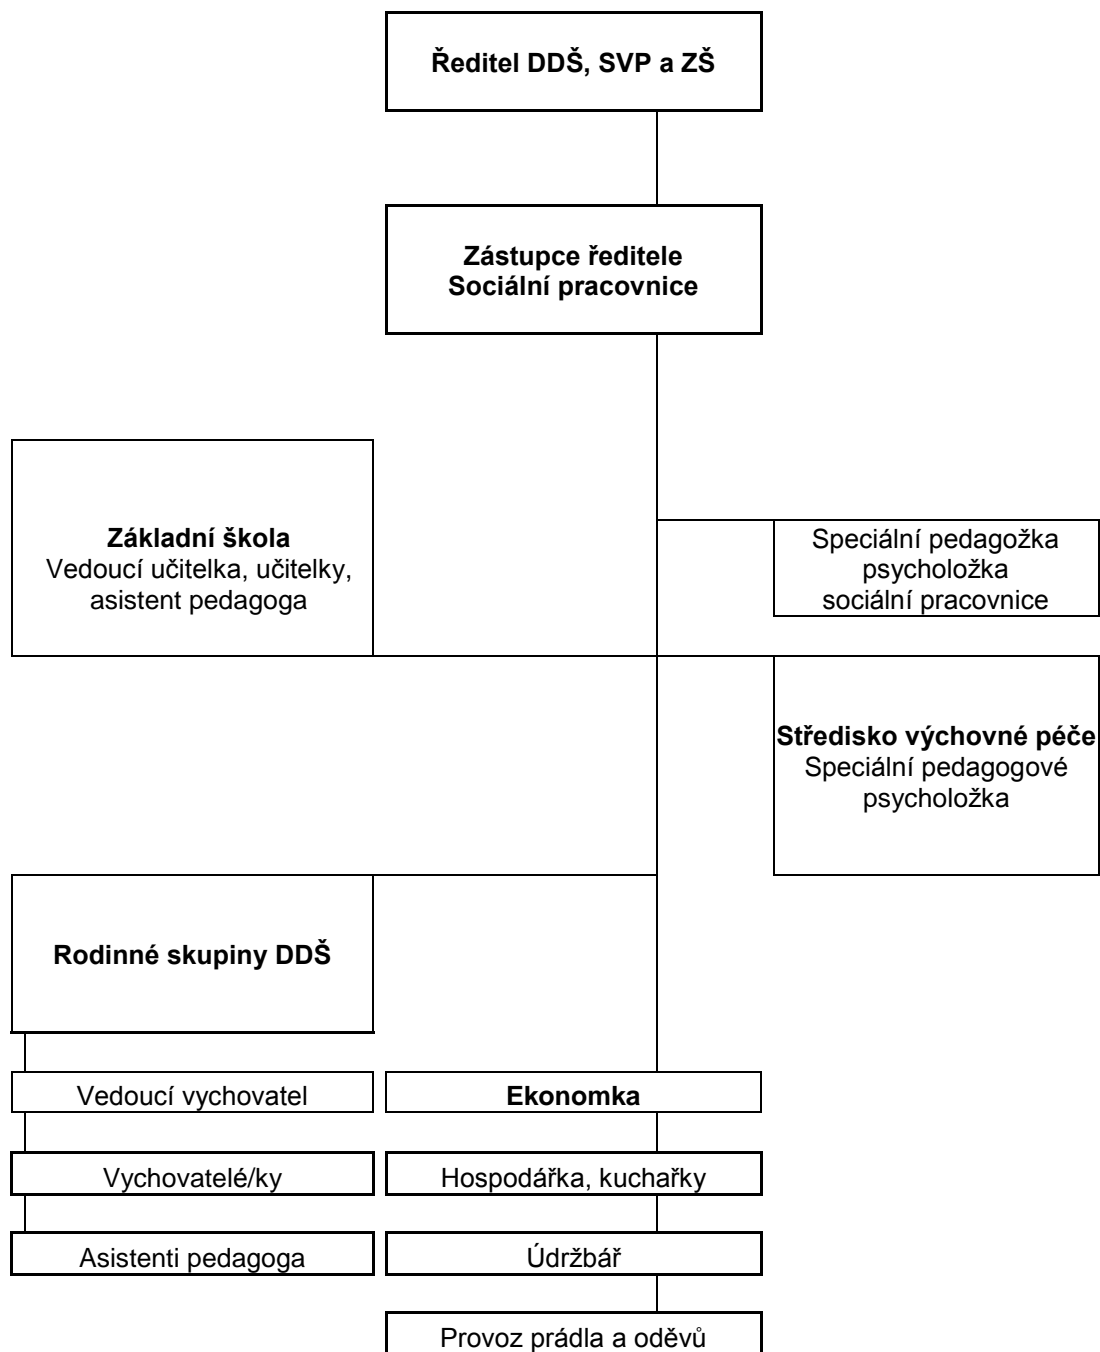 Ředitel DDŠ, SVP a ZŠ
Zástupce ředitele
Sociální pracovnice
Základní škola
Vedoucí učitelka, učitelky,
asistent pedagoga
Speciální pedagožka
psycholožka
sociální pracovnice
Středisko výchovné péče
Speciální pedagogové
psycholožka
Rodinné skupiny DDŠ
Vedoucí vychovatel
Ekonomka
Vychovatelé/ky
Hospodářka, kuchařky
Asistenti pedagoga
Údržbář
Provoz prádla a oděvů